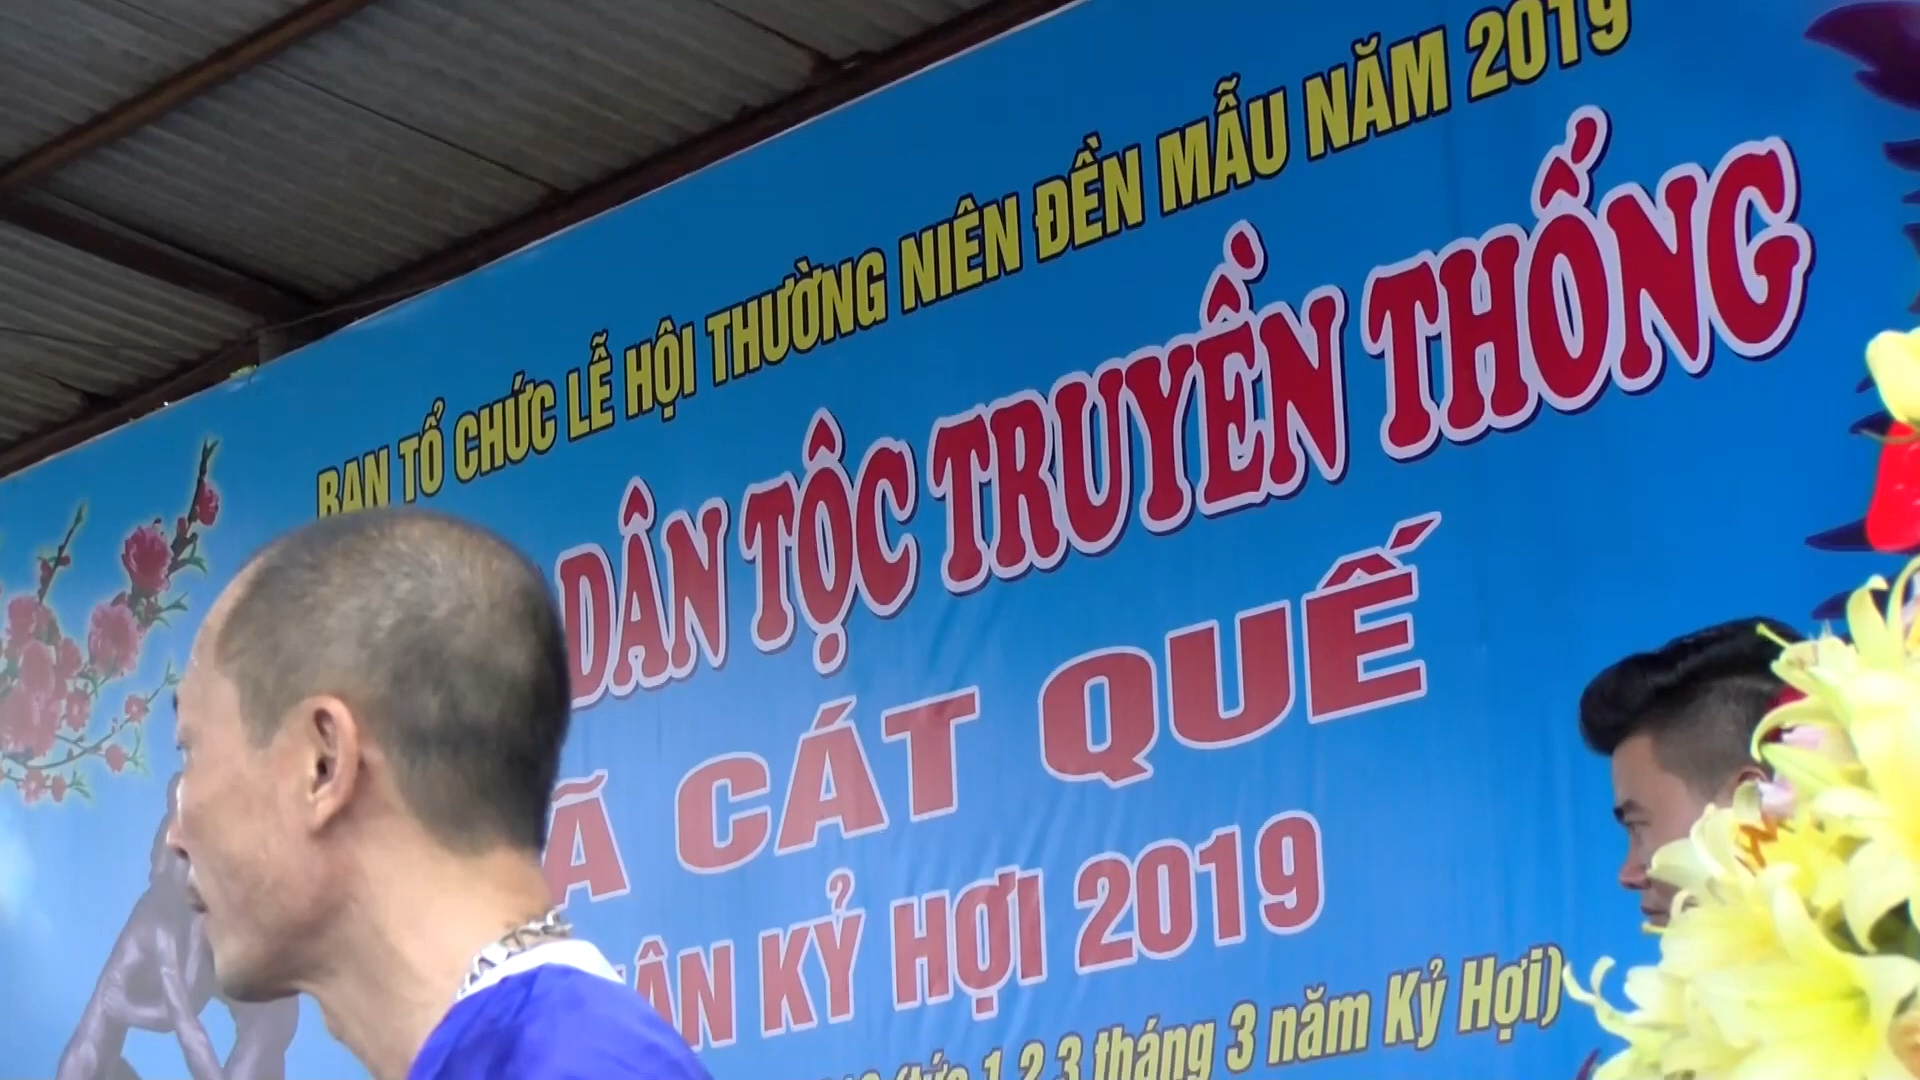 BAN TỔ CHỨC LỄ HỘI THƯỜNG NIÊN ĐỀN MẪU NĂM 2019
DÂN TỘC TRUYỀN THỐNG
CÁT QUẾ
KỶ HỢI 2019
(tức 1,2,3 tháng 3 năm Kỷ Hợi)